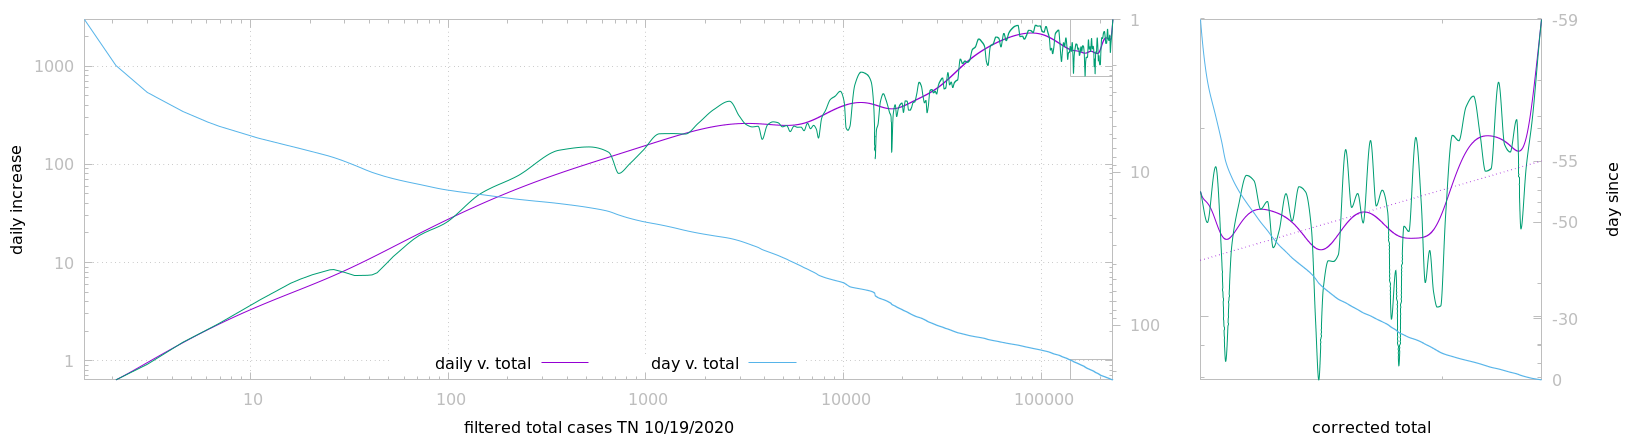 daily increase
1000
100
10
1
daily v. total
day v. total
10
100
1000
10000
100000
filtered total cases TN 10/19/2020
1
10
100
-59
-55
-50
-30
0
day since
corrected total